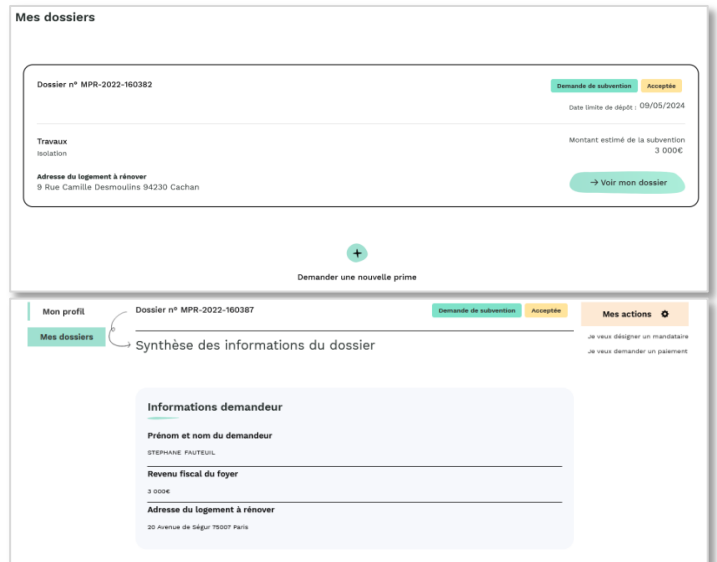 Mes dossiers
Dossier n° MPR-2022-160382
Demande de subvention
Acceptée
Date limite de dépôt : 09/05/2024
Travaux
Isolation
Montant estimé de la subvention
3 000€
Adresse du logement à rénover
9 Rue Camille Desmoulins 94230 Cachan
→ Voir mon dossier
+
Demander une nouvelle prime
Mon profil
Mes dossiers
Dossier n° MPR-2022-160387
Demande de subvention
Acceptée
Mes actions
Je veux désigner un mandataire
Je veux demander un paiement
Synthèse des informations du dossier
Informations demandeur
Prénom et nom du demandeur
STEPHANE FAUTEUIL
Revenu fiscal du foyer
3 000€
Adresse du logement à rénover
20 Avenue de Ségur 75007 Paris